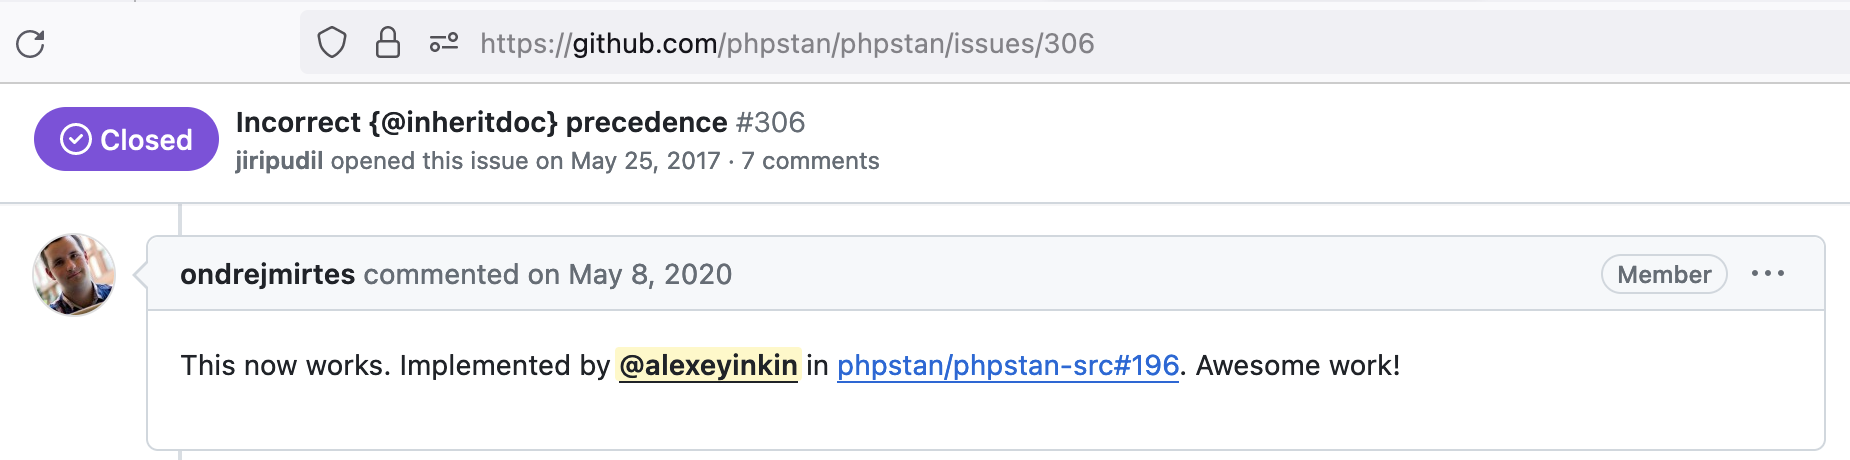 https://github.com/phpstan/phpstan/issues/306
Closed
Incorrect {@inheritdoc} precedence #306
jiripudil opened this issue on May 25, 2017 · 7 comments
ondrejmirtes commented on May 8, 2020
Member
This now works. Implemented by @alexeyinkin in phpstan/phpstan-src#196. Awesome work!